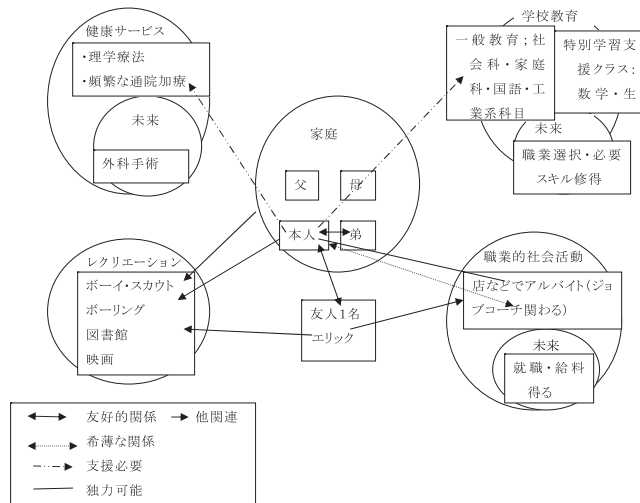 健康サービス
・理学療法
・頻繁な通院加療
未来
外科手術
学校教育
一般教育；社
会科・家庭
科・国語・工
業系科目
特別学習支
援クラス：
数学・生
未来
職業選択・必要
スキル修得
家庭
父
母
本人
弟
レクリエーション
ボーイ・スカウト
ボーリング
図書館
映画
友人1名
エリック
職業的社会活動
店などでアルバイト（ジョ
ブコーチ関わる）
未来
就職・給料
得る
友好的関係
他関連
希薄な関係
支援必要
独力可能